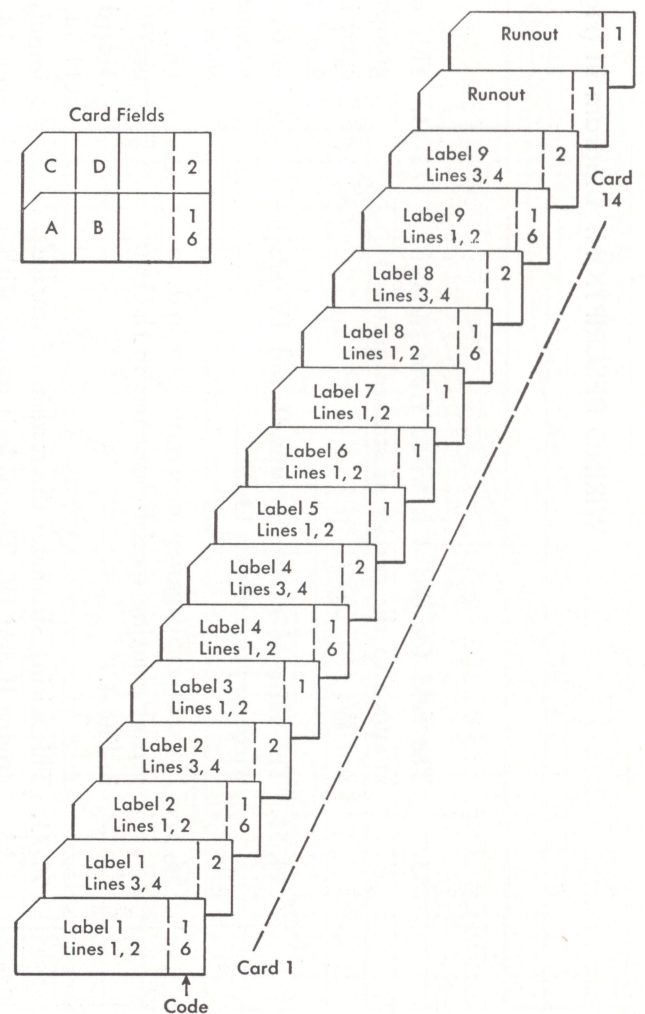 Runout 1
Runout 1
Card Fields
C D 2
A B 1
6
Label 9 2
Lines 3, 4
Card
14
Label 9 1
Lines 1, 2 6
Label 8 2
Lines 3, 4
Label 8 1
Lines 1, 2 6
Label 7 1
Lines 1, 2
Label 6 1
Lines 1, 2
Label 5 1
Lines 1, 2
Label 4 2
Lines 3, 4
Label 4 1
Lines 1, 2 6
Label 3 1
Lines 1, 2
Label 2 2
Lines 3, 4
Label 2 1
Lines 1, 2 6
Label 1 2
Lines 3, 4
Label 1 1
Lines 1, 2 6
Card 1
Code